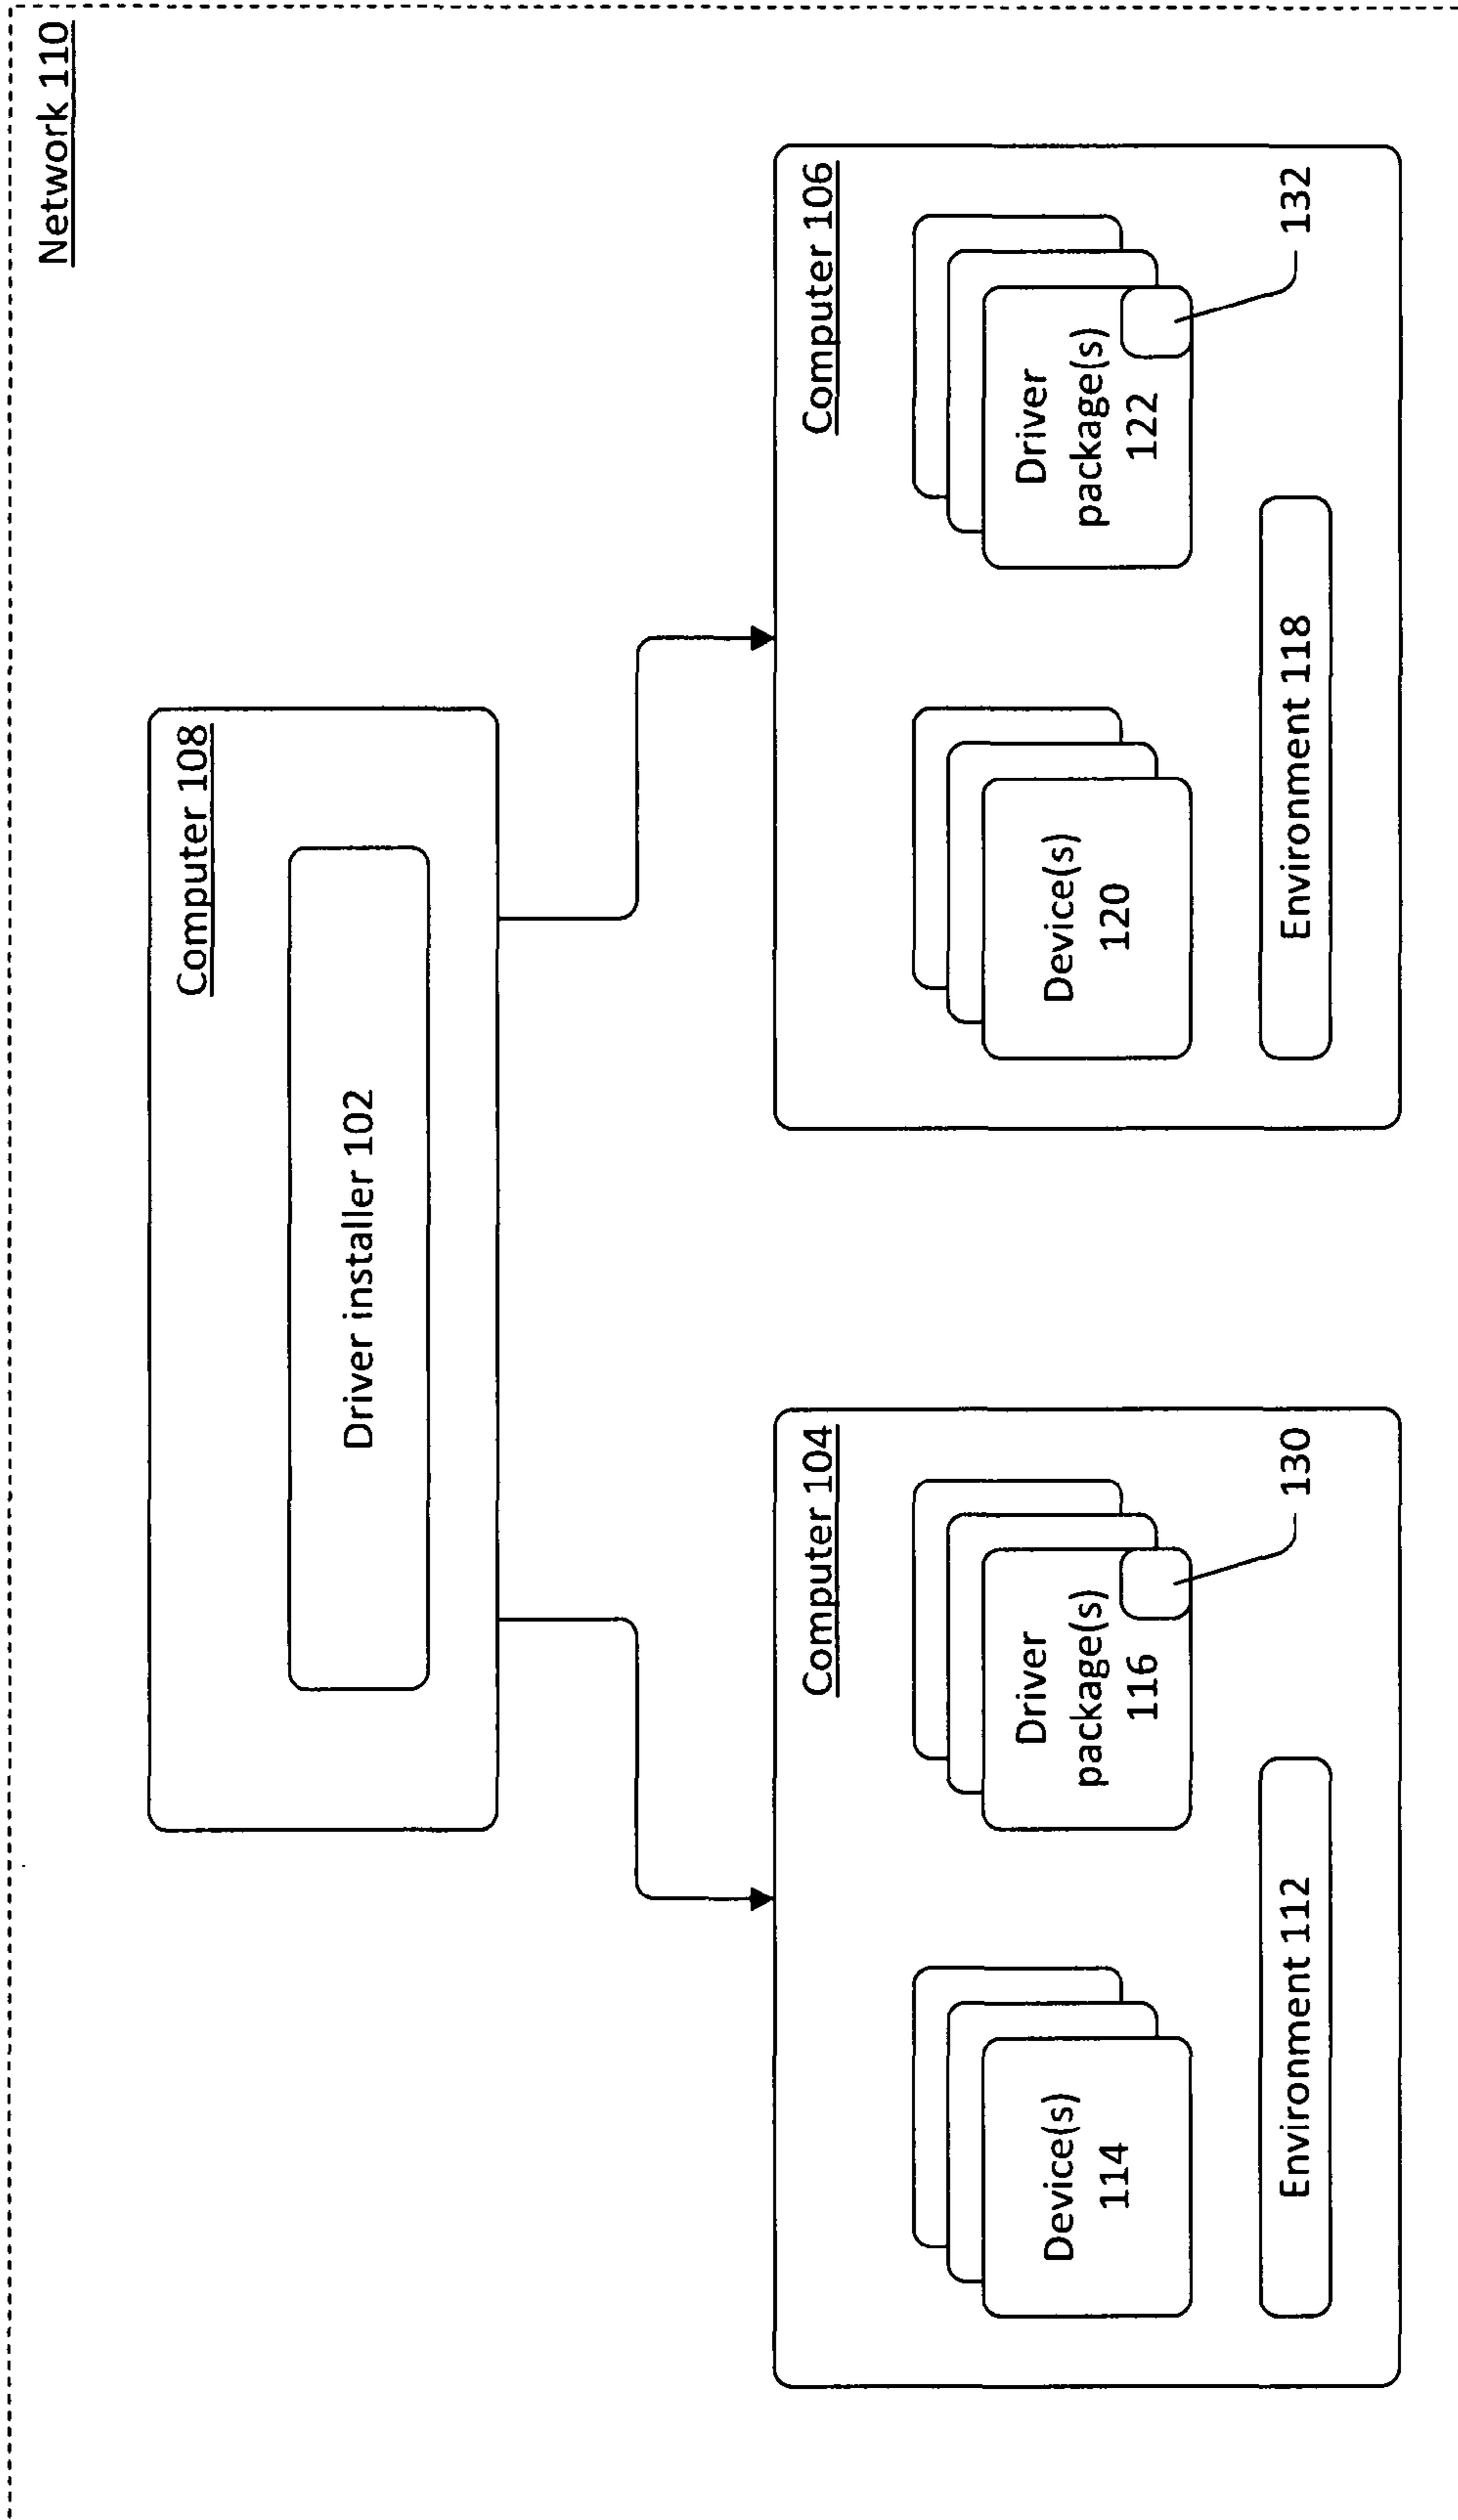 Network 110
Computer 108
Driver installer 102
Computer 104
Device(s)
114
Driver
package(s)
116
130
Environment 112
Computer 106
Device(s)
120
Driver
package(s)
122
132
Environment 118